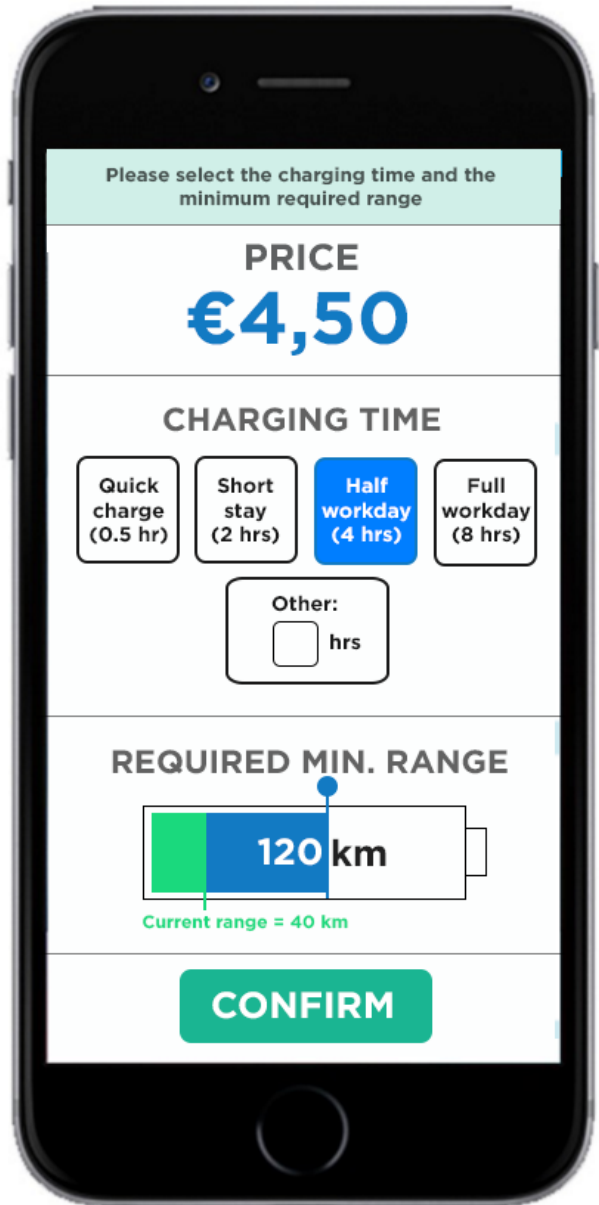 Please select the charging time and the
minimum required range
PRICE
€4,50
CHARGING TIME
Quick
charge
(0.5 hr)
Short
stay
(2 hrs)
Half
workday
(4 hrs)
Full
workday
(8 hrs)
Other:
hrs
REQUIRED MIN. RANGE
120 km
Current range = 40 km
CONFIRM